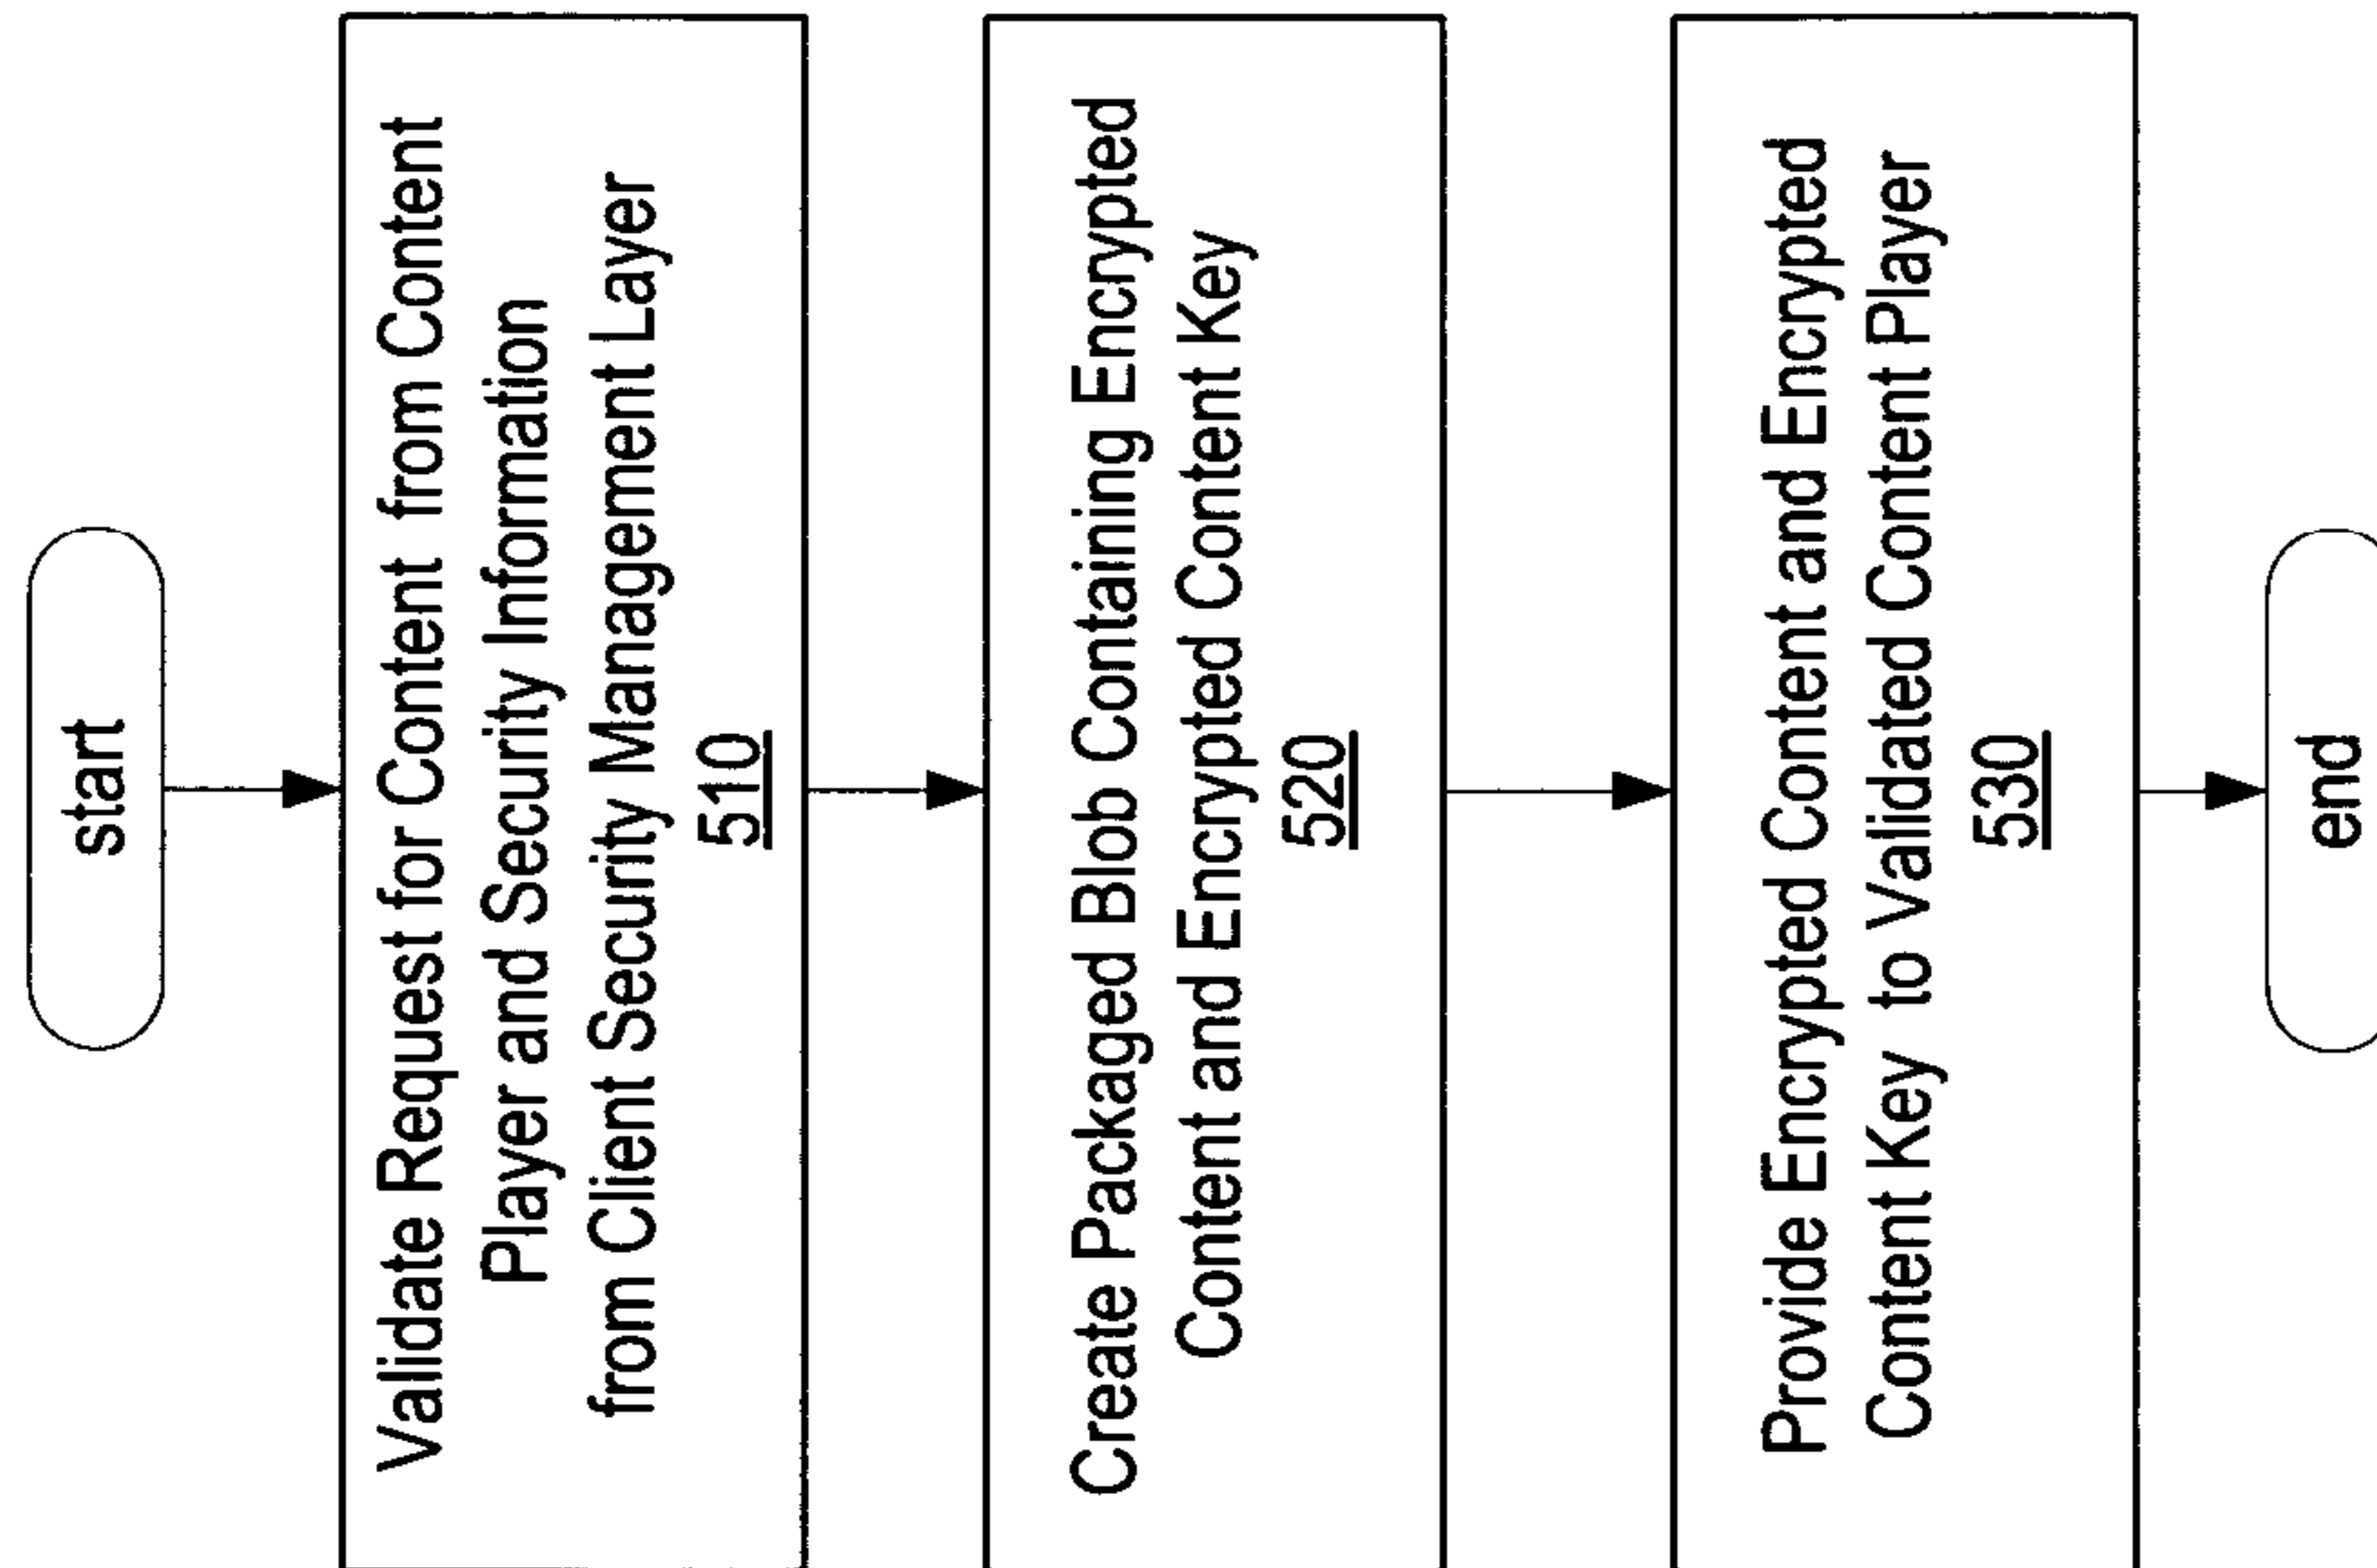 start
Validate Request for Content from Content
Player and Security Information
from Client Security Management Layer
510
Create Packaged Blob Containing Encrypted
Content and Encrypted Content Key
520
Provide Encrypted Content and Encrypted
Content Key to Validated Content Player
530
end